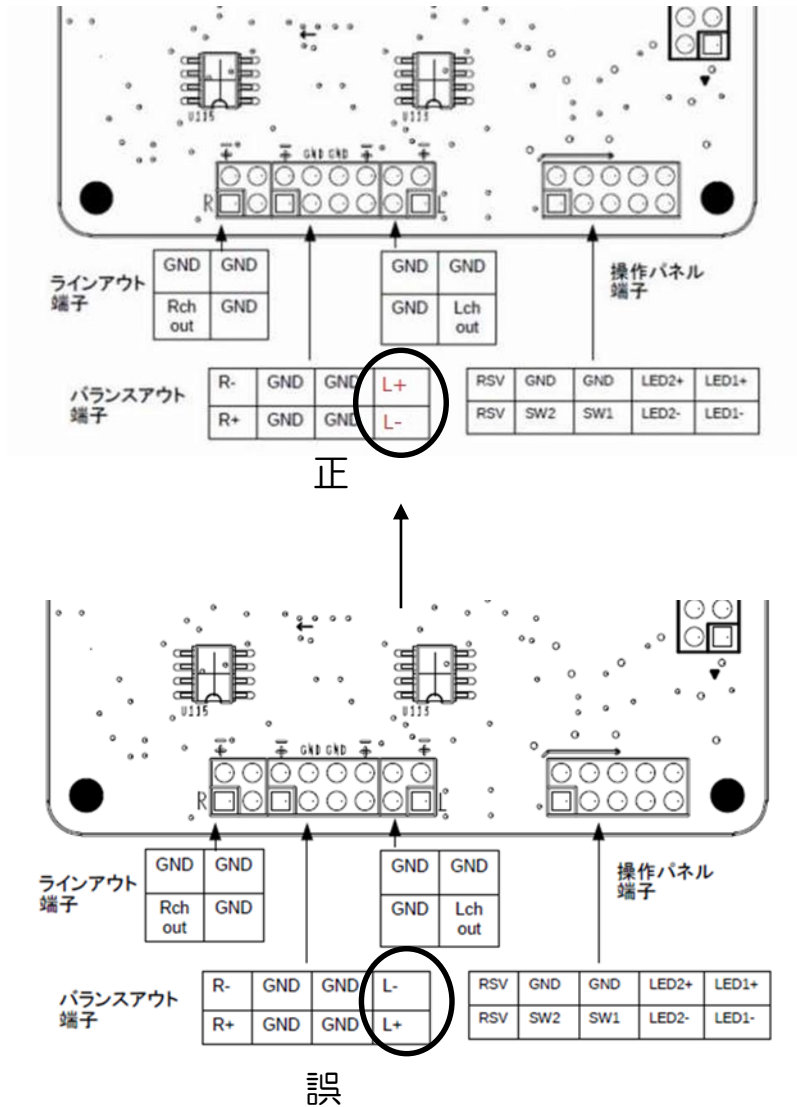 U115 U113
GND GND
R L
ラインアウト
端子
GND GND
Rch out GND
GND GND
GND Lch out
操作パネル
端子
バランスアウト
端子
R- GND GND L+
R+ GND GND L-
RSV GND GND LED2+ LED1+
RSV SW2 SW1 LED2- LED1-
正
U115 U113
GND GND
R L
ラインアウト
端子
GND GND
Rch out GND
GND GND
GND Lch out
操作パネル
端子
バランスアウト
端子
R- GND GND L-
R+ GND GND L+
RSV GND GND LED2+ LED1+
RSV SW2 SW1 LED2- LED1-
誤